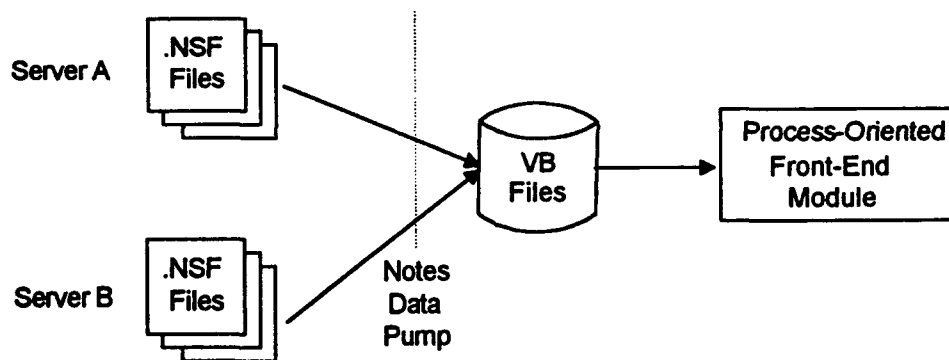 Server A
.NSF
Files
VB
Files
Process-Oriented
Front-End
Module
Server B
.NSF
Files
Notes
Data
Pump